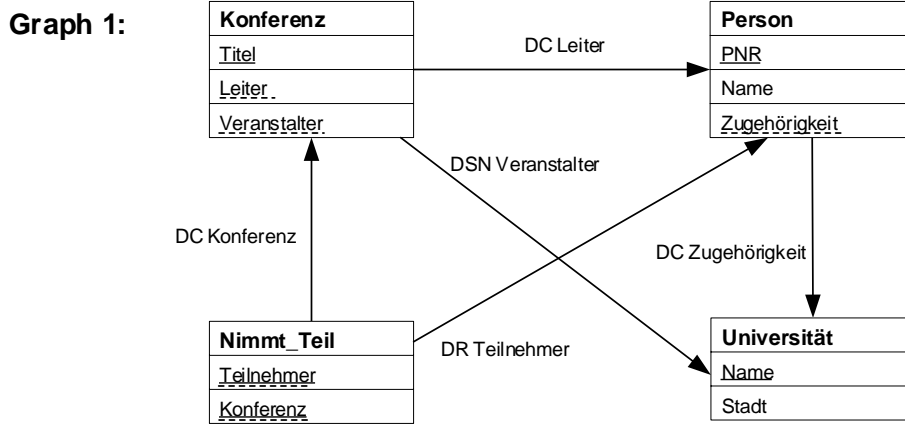 Graph 1:
Konferenz
Titel
Leiter
Veranstalter
DC Leiter
Person
PNR
Name
Zugehörigkeit
DSN Veranstalter
DC Konferenz
DC Zugehörigkeit
Nimmt_Teil
Teilnehmer
Konferenz
DR Teilnehmer
Universität
Name
Stadt